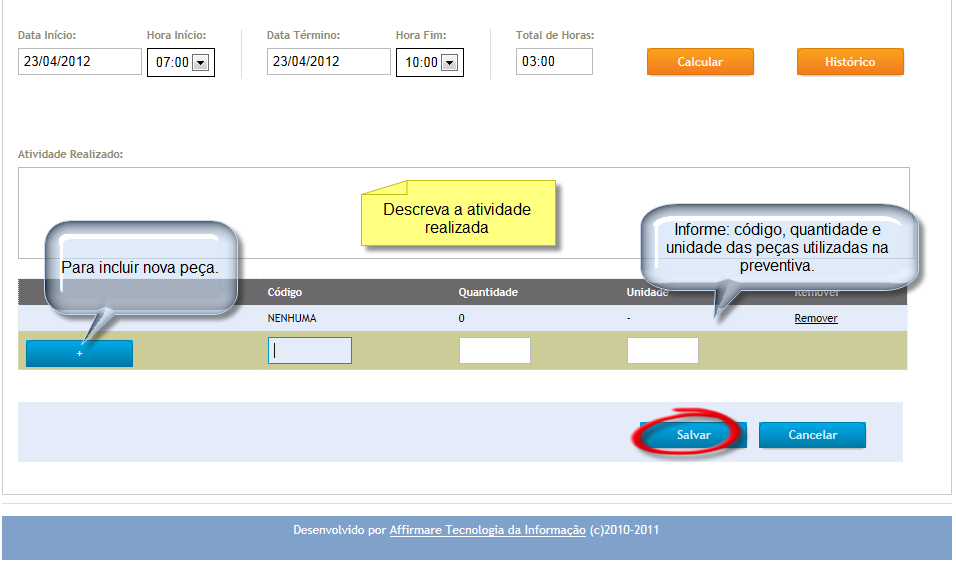 Data Início: Hora Início: Data Término: Hora Fim: Total de Horas:
23/04/2012 07:00 23/04/2012 10:00 03:00 Calcular Histórico
Atividade Realizado:
Descreva a atividade
realizada
Informe: código, quantidade e
unidade das peças utilizadas na
preventiva.
Para incluir nova peça.
Código Quantidade Unidade Remover
NENHUMA 0 - Remover
+
Salvar Cancelar
Desenvolvido por Affirmare Tecnologia da Informação (c)2010-2011